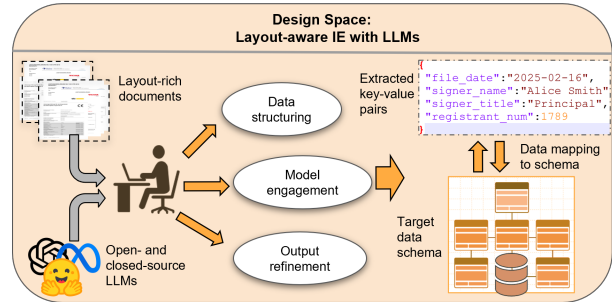 Design Space:
Layout-aware IE with LLMs
Layout-rich
documents
Data
structuring
Model
engagement
Output
refinement
Open- and
closed-source
LLMs
Extracted
key-value
pairs
{
"file_date":"2025-02-16",
"signer_name":"Alice Smith"
"signer_title":"Principal",
"registrant_num":1789
}
Data mapping
to schema
Target
data
schema